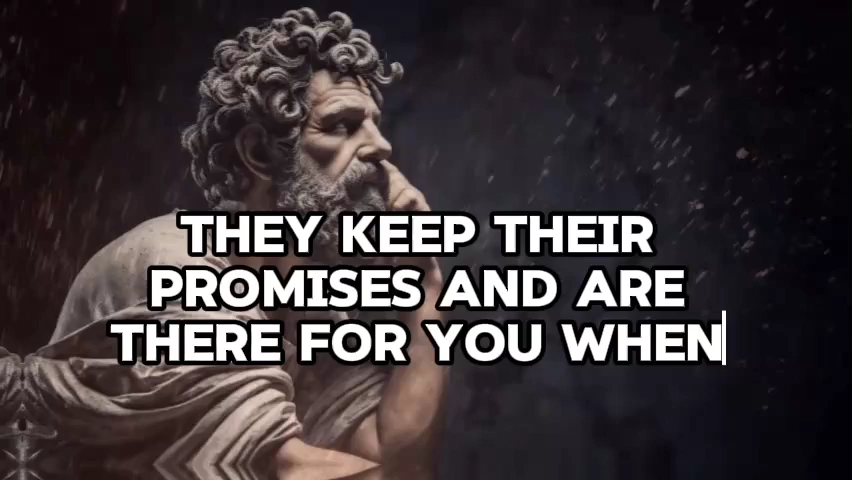 THEY KEEP THEIR
PROMISES AND ARE
THERE FOR YOU WHEN